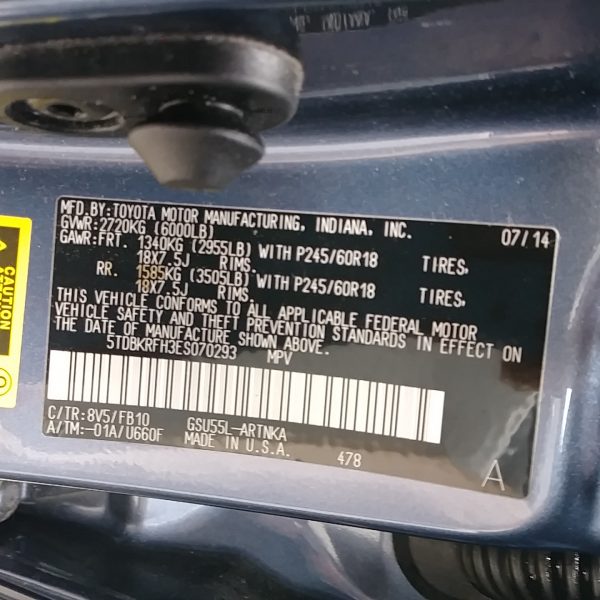 MFD.BY:TOYOTA MOTOR MANUFACTURING, INDIANA, INC. 07/14
GVWR:2720KG (6000LB)
GAWR:FRT. 1340KG (2955LB) WITH P245/60R18 TIRES,
18X7.5J RIMS.
RR. 1585KG (3505LB) WITH P245/60R18 TIRES,
18X7.5J RIMS.
THIS VEHICLE CONFORMS TO ALL APPLICABLE FEDERAL MOTOR
VEHICLE SAFETY AND THEFT PREVENTION STANDARDS IN EFFECT ON
THE DATE OF MANUFACTURE SHOWN ABOVE.
5TDBKRFH3ES070293 MPV
C/TR:8V5/FB10 GSU55L-ARTNKA
A/TM:-01A/U660F MADE IN U.S.A. 478 A
CAUTION